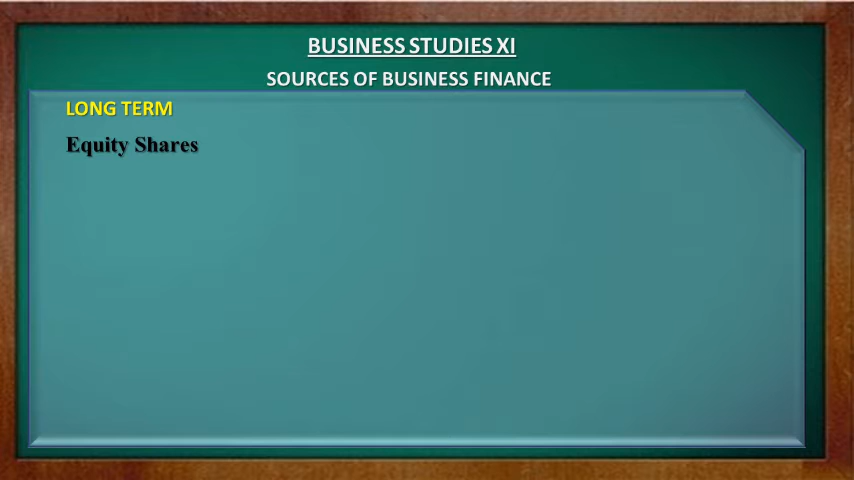 BUSINESS STUDIES XI
SOURCES OF BUSINESS FINANCE
LONG TERM
Equity Shares